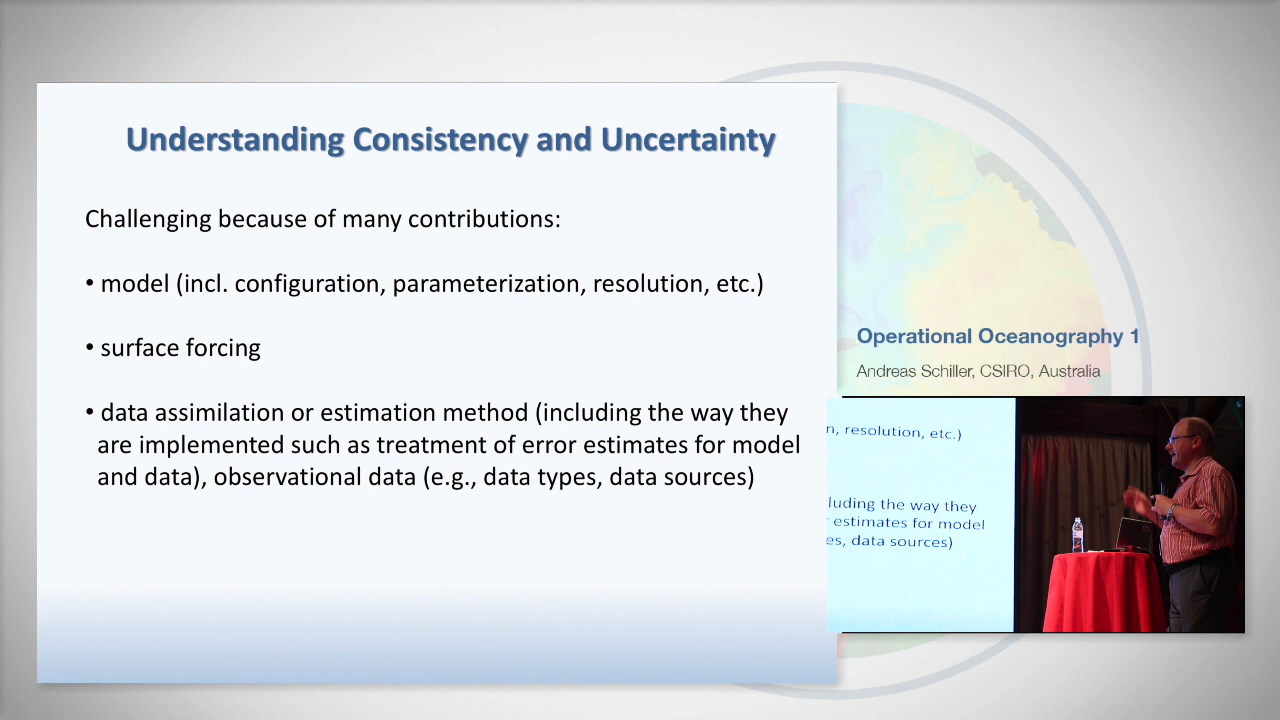 Understanding Consistency and Uncertainty
Challenging because of many contributions:
• model (incl. configuration, parameterization, resolution, etc.)
• surface forcing
• data assimilation or estimation method (including the way they
are implemented such as treatment of error estimates for model
and data), observational data (e.g., data types, data sources)
Operational Oceanography 1
Andreas Schiller, CSIRO, Australia
n, resolution, etc.)
luding the way they
estimates for model
es, data sources)